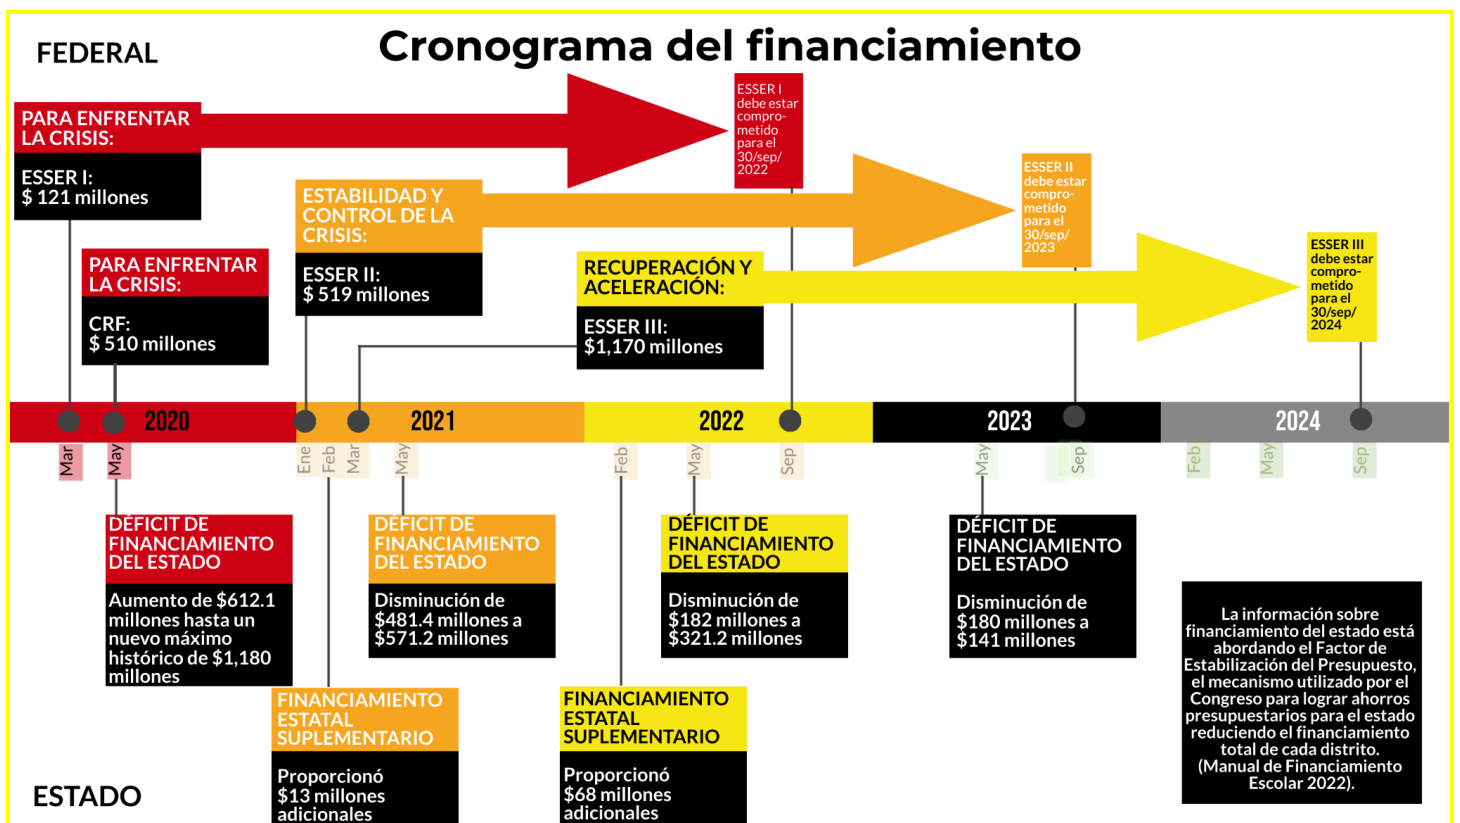 Cronograma del financiamiento
FEDERAL
PARA ENFRENTAR
LA CRISIS:
ESSER I:
$ 121 millones
ESSER I
debe estar
compro-
metido
para el
30/sep/
2022
PARA ENFRENTAR
LA CRISIS:
CRF:
$ 510 millones
ESTABILIDAD Y
CONTROL DE LA
CRISIS:
ESSER II:
$ 519 millones
ESSER II
debe estar
compro-
metido
para el
30/sep/
2023
RECUPERACIÓN Y
ACELERACIÓN:
ESSER III:
$1,170 millones
ESSER III
debe estar
compro-
metido
para el
30/sep/
2024
2020
2021
2022
2023
2024
Mar
May
Ene
Feb
Mar
May
Feb
May
Sep
May
Sep
Feb
May
Sep
DÉFICIT DE
FINANCIAMIENTO
DEL ESTADO
Aumento de $612.1
millones hasta un
nuevo máximo
histórico de $1,180
millones
DÉFICIT DE
FINANCIAMIENTO
DEL ESTADO
Disminución de
$481.4 millones a
$571.2 millones
DÉFICIT DE
FINANCIAMIENTO
DEL ESTADO
Disminución de
$182 millones a
$321.2 millones
DÉFICIT DE
FINANCIAMIENTO
DEL ESTADO
Disminución de
$180 millones a
$141 millones
FINANCIAMIENTO
ESTATAL
SUPLEMENTARIO
Proporcionó
$13 millones
adicionales
FINANCIAMIENTO
ESTATAL
SUPLEMENTARIO
Proporcionó
$68 millones
adicionales
La información sobre
financiamiento del estado está
abordando el Factor de
Estabilización del Presupuesto,
el mecanismo utilizado por el
Congreso para lograr ahorros
presupuestarios para el estado
reduciendo el financiamiento
total de cada distrito.
(Manual de Financiamiento
Escolar 2022).
ESTADO